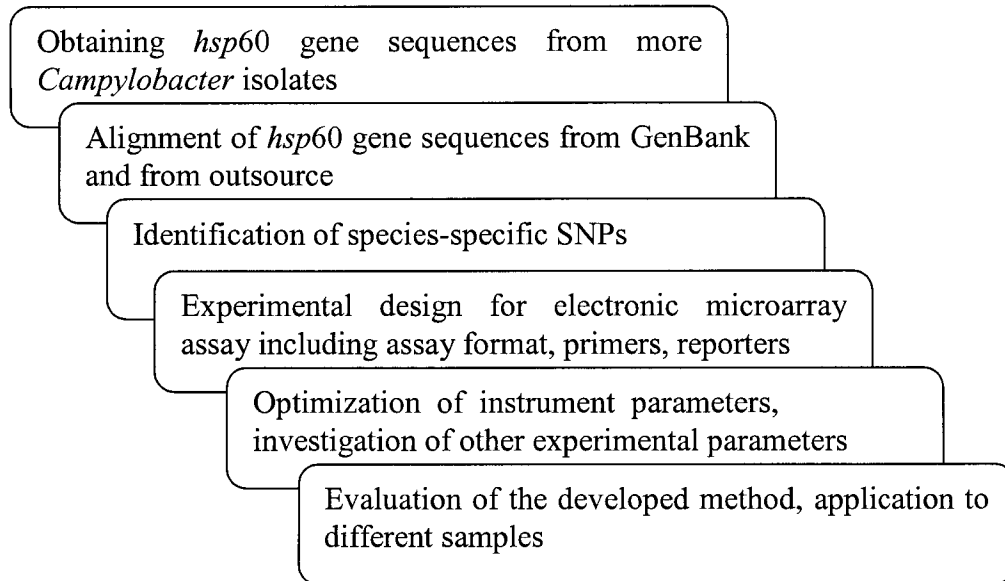 Obtaining hsp60 gene sequences from more
Campylobacter isolates
Alignment of hsp60 gene sequences from GenBank
and from outsource
Identification of species-specific SNPs
Experimental design for electronic microarray
assay including assay format, primers, reporters
Optimization of instrument parameters,
investigation of other experimental parameters
Evaluation of the developed method, application to
different samples